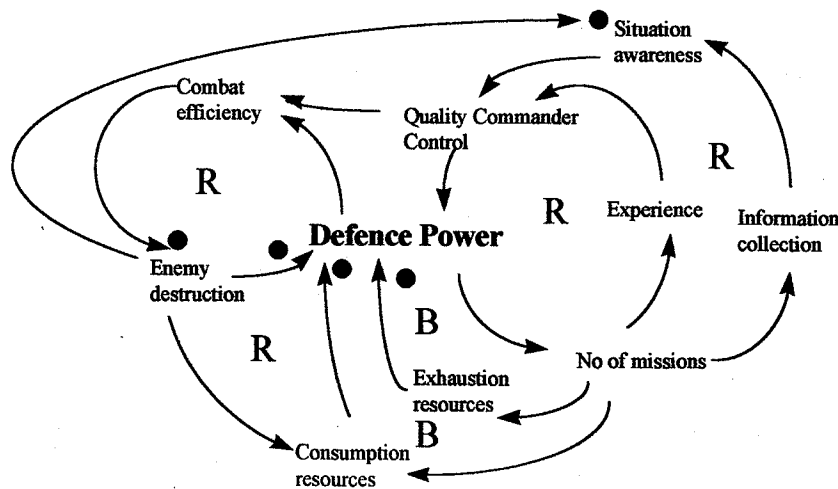 Situation
awareness
Combat
efficiency
Quality Commander
Control
R
R
R
Experience
Information
collection
Defence Power
Enemy
destruction
B
R
No of missions
Exhaustion
resources
B
Consumption
resources